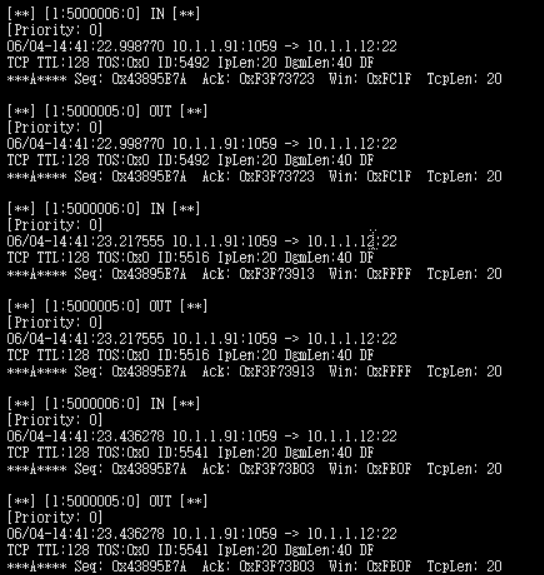 [**] [1:5000006:0] IN [**]
[Priority: 0]
06/04-14:41:22.998770 10.1.1.91:1059 -> 10.1.1.12:22
TCP TTL:128 TOS:0x0 ID:5492 IpLen:20 DgmLen:40 DF
***A**** Seq: 0x43895E7A  Ack: 0xF3F73723  Win: 0xFC1F  TcpLen: 20

[**] [1:5000005:0] OUT [**]
[Priority: 0]
06/04-14:41:22.998770 10.1.1.91:1059 -> 10.1.1.12:22
TCP TTL:128 TOS:0x0 ID:5492 IpLen:20 DgmLen:40 DF
***A**** Seq: 0x43895E7A  Ack: 0xF3F73723  Win: 0xFC1F  TcpLen: 20

[**] [1:5000006:0] IN [**]
[Priority: 0]
06/04-14:41:23.217555 10.1.1.91:1059 -> 10.1.1.12:22
TCP TTL:128 TOS:0x0 ID:5516 IpLen:20 DgmLen:40 DF
***A**** Seq: 0x43895E7A  Ack: 0xF3F73913  Win: 0xFFFF  TcpLen: 20

[**] [1:5000005:0] OUT [**]
[Priority: 0]
06/04-14:41:23.217555 10.1.1.91:1059 -> 10.1.1.12:22
TCP TTL:128 TOS:0x0 ID:5516 IpLen:20 DgmLen:40 DF
***A**** Seq: 0x43895E7A  Ack: 0xF3F73913  Win: 0xFFFF  TcpLen: 20

[**] [1:5000006:0] IN [**]
[Priority: 0]
06/04-14:41:23.436278 10.1.1.91:1059 -> 10.1.1.12:22
TCP TTL:128 TOS:0x0 ID:5541 IpLen:20 DgmLen:40 DF
***A**** Seq: 0x43895E7A  Ack: 0xF3F73B03  Win: 0xFE0F  TcpLen: 20

[**] [1:5000005:0] OUT [**]
[Priority: 0]
06/04-14:41:23.436278 10.1.1.91:1059 -> 10.1.1.12:22
TCP TTL:128 TOS:0x0 ID:5541 IpLen:20 DgmLen:40 DF
***A**** Seq: 0x43895E7A  Ack: 0xF3F73B03  Win: 0xFE0F  TcpLen: 20